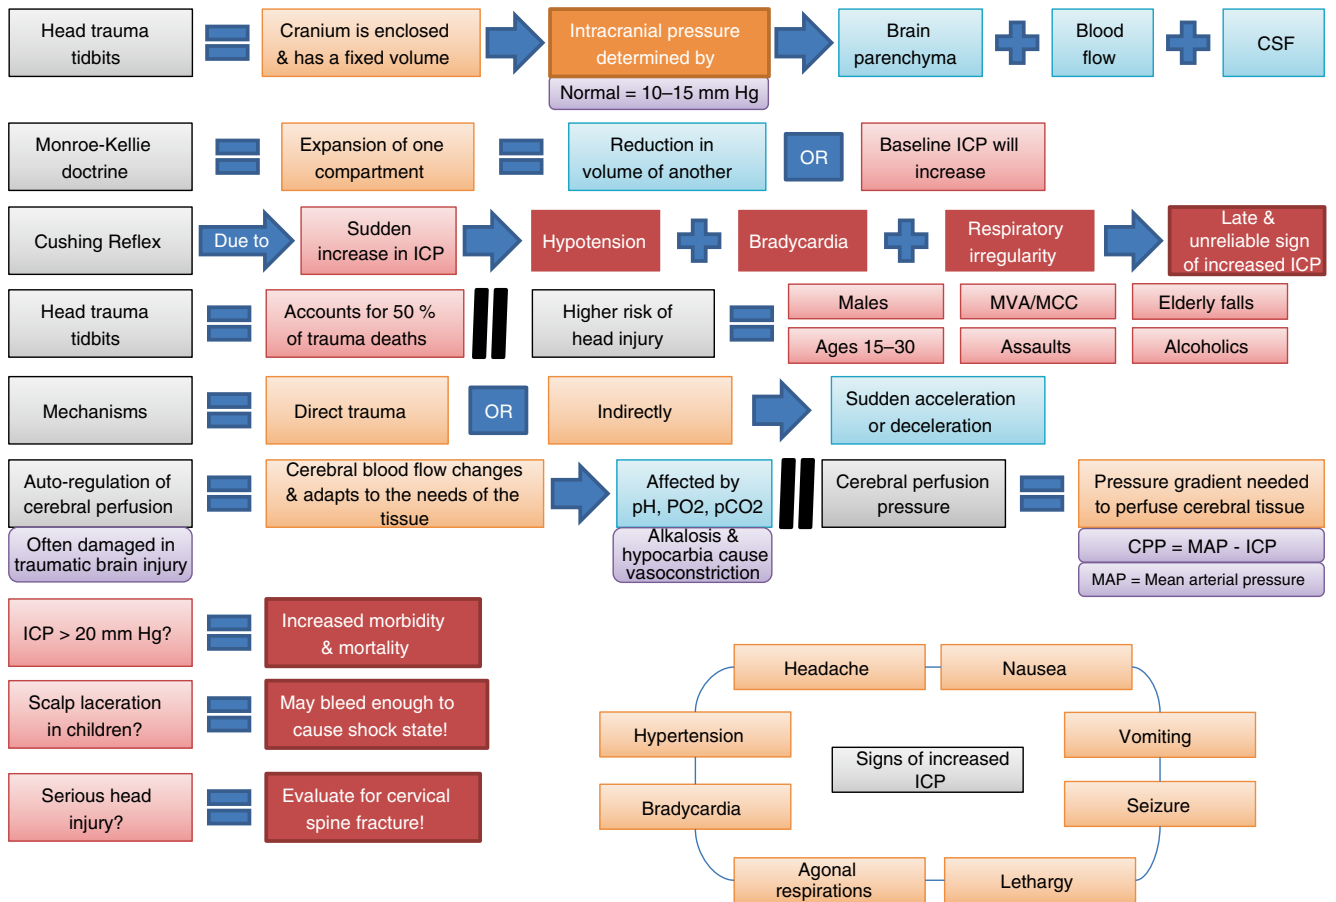 Head trauma
tidbits
Cranium is enclosed
& has a fixed volume
Intracranial pressure
determined by
Normal = 10–15 mm Hg
Brain
parenchyma
Blood
flow
CSF
Monroe-Kellie
doctrine
Expansion of one
compartment
Reduction in
volume of another
OR
Baseline ICP will
increase
Cushing Reflex
Due to
Sudden
increase in ICP
Hypotension
Bradycardia
Respiratory
irregularity
Late &
unreliable sign
of increased ICP
Head trauma
tidbits
Accounts for 50 %
of trauma deaths
Higher risk of
head injury
Males
MVA/MCC
Elderly falls
Ages 15–30
Assaults
Alcoholics
Mechanisms
Direct trauma
OR
Indirectly
Sudden acceleration
or deceleration
Auto-regulation of
cerebral perfusion
Often damaged in
traumatic brain injury
Cerebral blood flow changes
& adapts to the needs of the
tissue
Affected by
pH, PO2, pCO2
Alkalosis &
hypocarbia cause
vasoconstriction
Cerebral perfusion
pressure
Pressure gradient needed
to perfuse cerebral tissue
CPP = MAP - ICP
MAP = Mean arterial pressure
ICP > 20 mm Hg?
Increased morbidity
& mortality
Scalp laceration
in children?
May bleed enough to
cause shock state!
Serious head
injury?
Evaluate for cervical
spine fracture!
Signs of increased
ICP
Headache
Nausea
Vomiting
Seizure
Lethargy
Agonal
respirations
Bradycardia
Hypertension